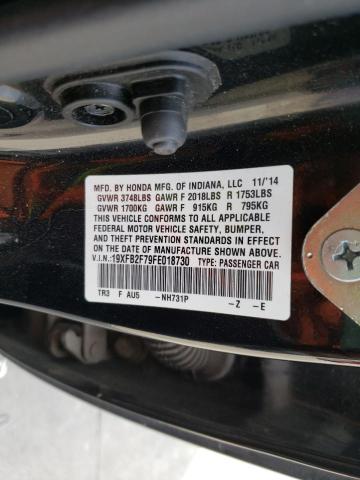 MFD. BY HONDA MFG. OF INDIANA, LLC 11/'14
GVWR 3748LBS GAWR F 2018LBS R 1753LBS
GVWR 1700KG GAWR F 915KG R 795KG
THIS VEHICLE CONFORMS TO ALL APPLICABLE
FEDERAL MOTOR VEHICLE SAFETY, BUMPER,
AND THEFT PREVENTION STANDARDS IN EFFECT
ON THE DATE OF MANUFACTURE SHOWN ABOVE.
V.I.N.:19XFB2F79FE018730 TYPE: PASSENGER CAR
TR3 F AU5 -NH731P -Z -E